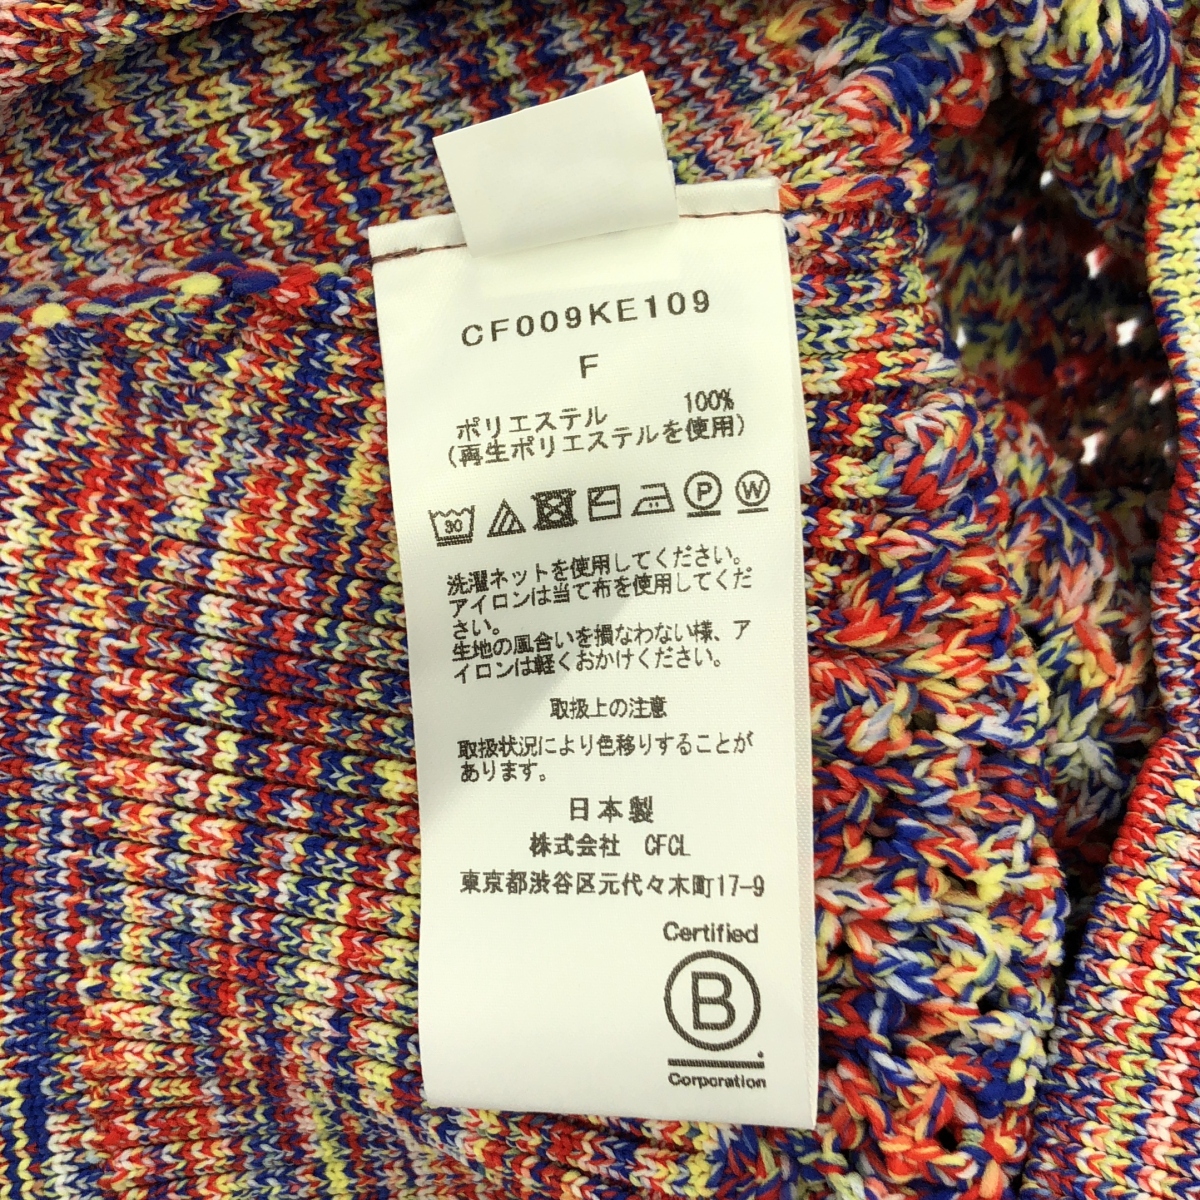 CF009KE109
F
ポリエステル 100%
(再生ポリエステルを使用)
30 P W
洗濯ネットを使用してください。
アイロンは当て布を使用してくだ
さい。
生地の風合いを損なわない様、ア
イロンは軽くおかけください。
取扱上の注意
取扱状況により色移りすることが
あります。
日本製
株式会社 CFCL
東京都渋谷区元代々木町17-9
Certified
B
Corporation